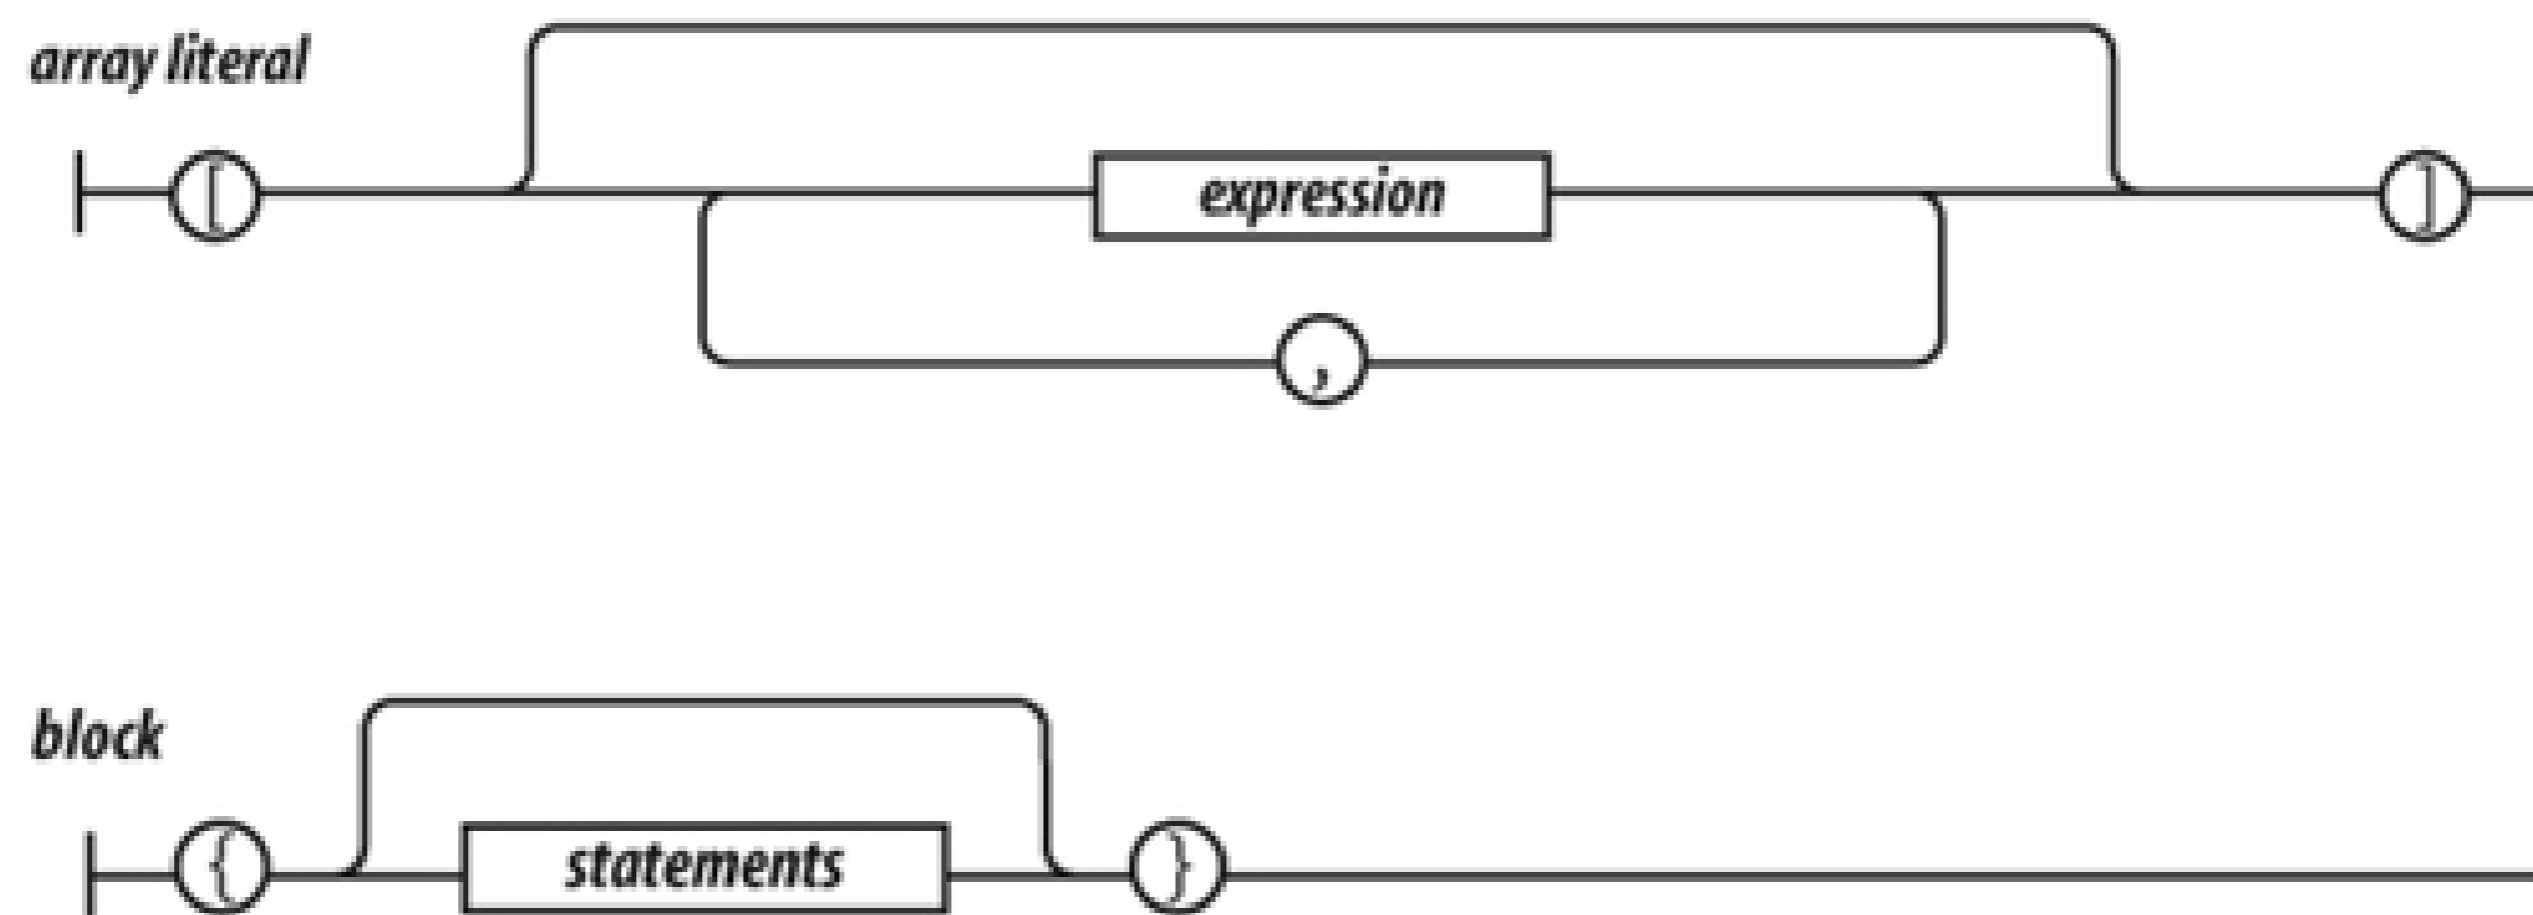 array literal
[ expression ]
,
block
{ statements }